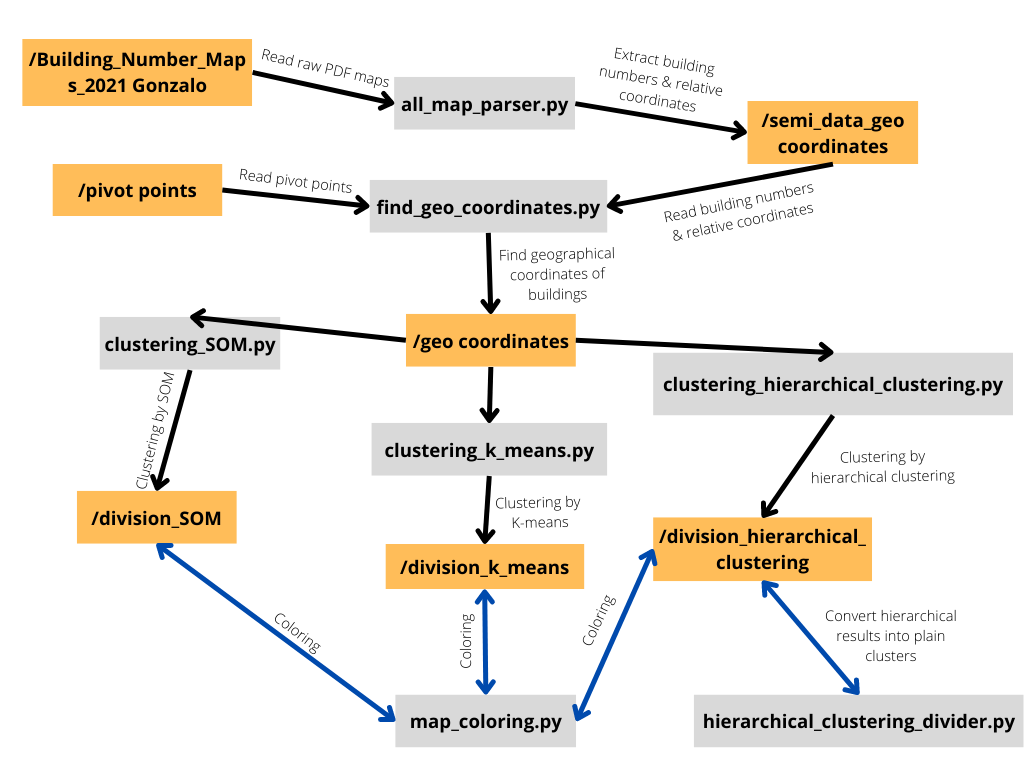 /Building_Number_Map
s_2021 Gonzalo
Read raw PDF maps
all_map_parser.py
Extract building
numbers & relative
coordinates
/semi_data_geo
coordinates
/pivot points
Read pivot points
find_geo_coordinates.py
Read building numbers
& relative coordinates
Find geographical
coordinates of
buildings
clustering_SOM.py
/geo coordinates
clustering_hierarchical_clustering.py
Clustering by SOM
clustering_k_means.py
Clustering by
hierarchical clustering
/division_SOM
Clustering by
K-means
/division_hierarchical_
clustering
/division_k_means
Coloring
Coloring
Coloring
Convert hierarchical
results into plain
clusters
map_coloring.py
hierarchical_clustering_divider.py